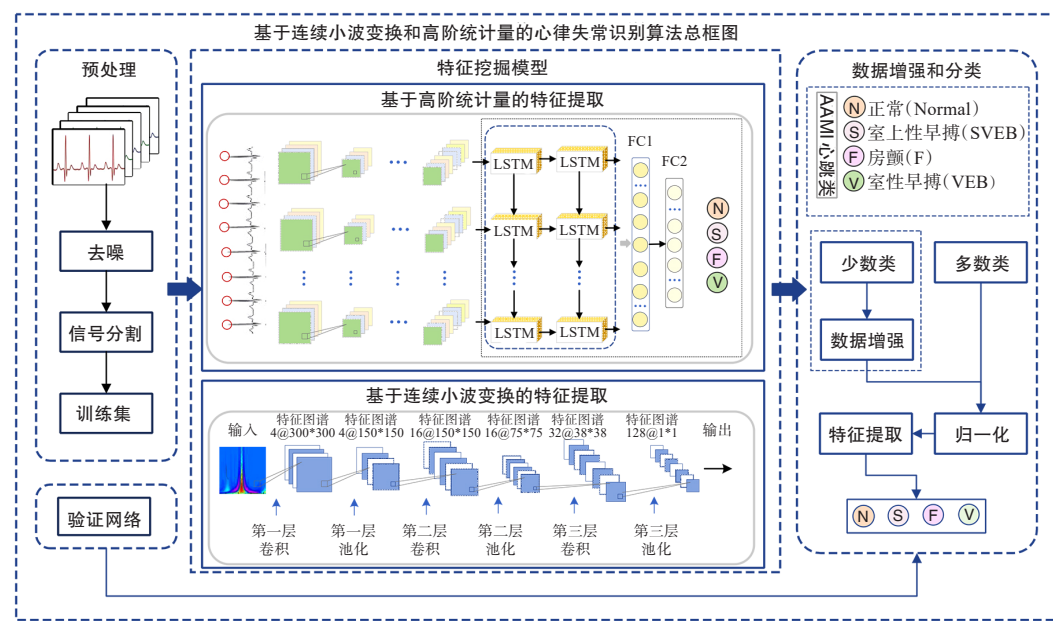 基于连续小波变换和高阶统计量的心律失常识别算法总框图
预处理
去噪
信号分割
训练集
验证网络
特征挖掘模型
基于高阶统计量的特征提取
LSTM
LSTM
LSTM
LSTM
LSTM
LSTM
FC1
FC2
N
S
F
V
基于连续小波变换的特征提取
输入
特征图谱
4@300*300
特征图谱
4@150*150
特征图谱
16@150*150
特征图谱
16@75*75
特征图谱
32@38*38
特征图谱
128@1*1
输出
第一层
卷积
第一层
池化
第二层
卷积
第二层
池化
第三层
卷积
第三层
池化
数据增强和分类
AAMI心跳类
N 正常(Normal)
S 室上性早搏(SVEB)
F 房颤(F)
V 室性早搏(VEB)
少数类
多数类
数据增强
特征提取
归一化
N S F V